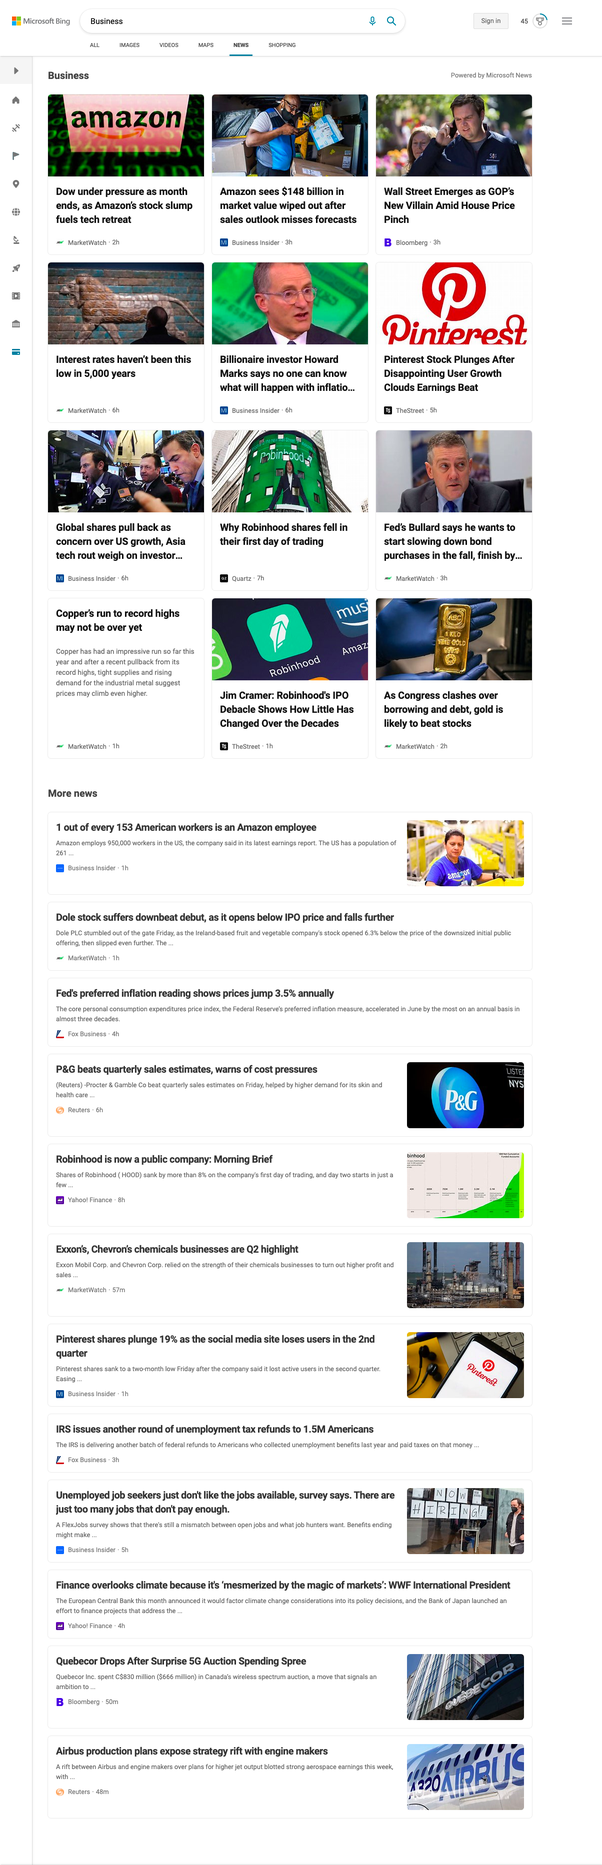 Microsoft Bing
Business
Sign in
45
ALL
IMAGES
VIDEOS
MAPS
NEWS
SHOPPING
Business
Powered by Microsoft News
amazon
Dow under pressure as month
ends, as Amazon's stock slump
fuels tech retreat
MarketWatch · 2h
Amazon sees $148 billion in
market value wiped out after
sales outlook misses forecasts
Business Insider · 3h
Wall Street Emerges as GOP's
New Villain Amid House Price
Pinch
Bloomberg · 3h
Interest rates haven't been this
low in 5,000 years
MarketWatch · 6h
Billionaire investor Howard
Marks says no one can know
what will happen with inflatio...
Business Insider · 6h
Pinterest
Pinterest Stock Plunges After
Disappointing User Growth
Clouds Earnings Beat
TheStreet · 5h
Global shares pull back as
concern over US growth, Asia
tech rout weigh on investor...
Business Insider · 6h
Robinhood
Why Robinhood shares fell in
their first day of trading
Quartz · 7h
Fed's Bullard says he wants to
start slowing down bond
purchases in the fall, finish by...
MarketWatch · 3h
Copper's run to record highs
may not be over yet
Copper has had an impressive run so far this
year and after a recent pullback from its
record highs, tight supplies and rising
demand for the industrial metal suggest
prices may climb even higher.
MarketWatch · 1h
Robinhood
Amaz
mus
Jim Cramer: Robinhood's IPO
Debacle Shows How Little Has
Changed Over the Decades
TheStreet · 1h
As Congress clashes over
borrowing and debt, gold is
likely to beat stocks
MarketWatch · 2h
More news
1 out of every 153 American workers is an Amazon employee
Amazon employs 950,000 workers in the US, the company said in its latest earnings report. The US has a population of
261 ...
Business Insider · 1h
amazon
Dole stock suffers downbeat debut, as it opens below IPO price and falls further
Dole PLC stumbled out of the gate Friday, as the Ireland-based fruit and vegetable company's stock opened 6.3% below the price of the downsized initial public
offering, then slipped even further. The ...
MarketWatch · 1h
Fed's preferred inflation reading shows prices jump 3.5% annually
The core personal consumption expenditures price index, the Federal Reserve's preferred inflation measure, accelerated in June by the most on an annual basis in
almost three decades.
Fox Business · 4h
P&G beats quarterly sales estimates, warns of cost pressures
(Reuters) -Procter & Gamble Co beat quarterly sales estimates on Friday, helped by higher demand for its skin and
health care ...
Reuters · 6h
P&G
LISTE
NYS
Robinhood is now a public company: Morning Brief
Shares of Robinhood ( HOOD) sank by more than 8% on the company's first day of trading, and day two starts in just a
few ...
Yahoo! Finance · 8h
binhood
Exxon's, Chevron's chemicals businesses are Q2 highlight
Exxon Mobil Corp. and Chevron Corp. relied on the strength of their chemicals businesses to turn out higher profit and
sales ...
MarketWatch · 57m
Pinterest shares plunge 19% as the social media site loses users in the 2nd
quarter
Pinterest shares sank to a two-month low Friday after the company said it lost active users in the second quarter.
Easing ...
Business Insider · 1h
Pinterest
IRS issues another round of unemployment tax refunds to 1.5M Americans
The IRS is delivering another batch of federal refunds to Americans who collected unemployment benefits last year and paid taxes on that money ...
Fox Business · 3h
Unemployed job seekers just don't like the jobs available, survey says. There are
just too many jobs that don't pay enough.
A FlexJobs survey shows that there's still a mismatch between open jobs and what job hunters want. Benefits ending
might make ...
Business Insider · 5h
NOW
HIRING!
Finance overlooks climate because it's 'mesmerized by the magic of markets': WWF International President
The European Central Bank this month announced it would factor climate change considerations into its policy decisions, and the Bank of Japan launched an
effort to finance projects that address the ...
Yahoo! Finance · 4h
Quebecor Drops After Surprise 5G Auction Spending Spree
Quebecor Inc. spent C$830 million ($666 million) in Canada's wireless spectrum auction, a move that signals an
ambition to ...
Bloomberg · 50m
QUEBECOR
Airbus production plans expose strategy rift with engine makers
A rift between Airbus and engine makers over plans for higher jet output blotted strong aerospace earnings this week,
with ...
Reuters · 48m
A320 AIRBUS